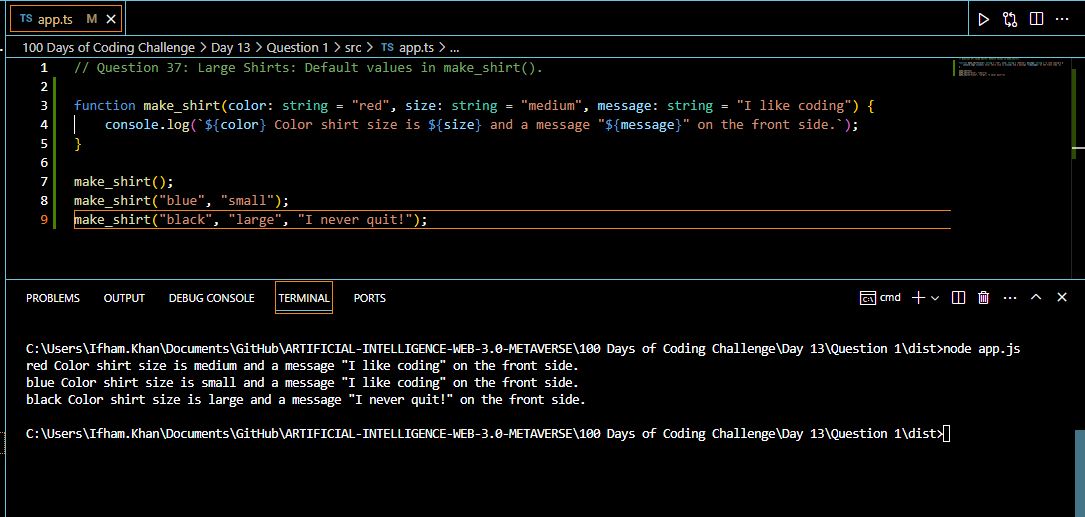 TS app.ts M ×
100 Days of Coding Challenge > Day 13 > Question 1 > src > TS app.ts > ...
1 // Question 37: Large Shirts: Default values in make_shirt().
2
3 function make_shirt(color: string = "red", size: string = "medium", message: string = "I like coding") {
4     console.log(`${color} Color shirt size is ${size} and a message "${message}" on the front side.`);
5 }
6
7 make_shirt();
8 make_shirt("blue", "small");
9 make_shirt("black", "large", "I never quit!");
PROBLEMS OUTPUT DEBUG CONSOLE TERMINAL PORTS cmd
C:\Users\Ifham.Khan\Documents\GitHub\ARTIFICIAL-INTELLIGENCE-WEB-3.0-METAVERSE\100 Days of Coding Challenge\Day 13\Question 1\dist>node app.js
red Color shirt size is medium and a message "I like coding" on the front side.
blue Color shirt size is small and a message "I like coding" on the front side.
black Color shirt size is large and a message "I never quit!" on the front side.
C:\Users\Ifham.Khan\Documents\GitHub\ARTIFICIAL-INTELLIGENCE-WEB-3.0-METAVERSE\100 Days of Coding Challenge\Day 13\Question 1\dist>